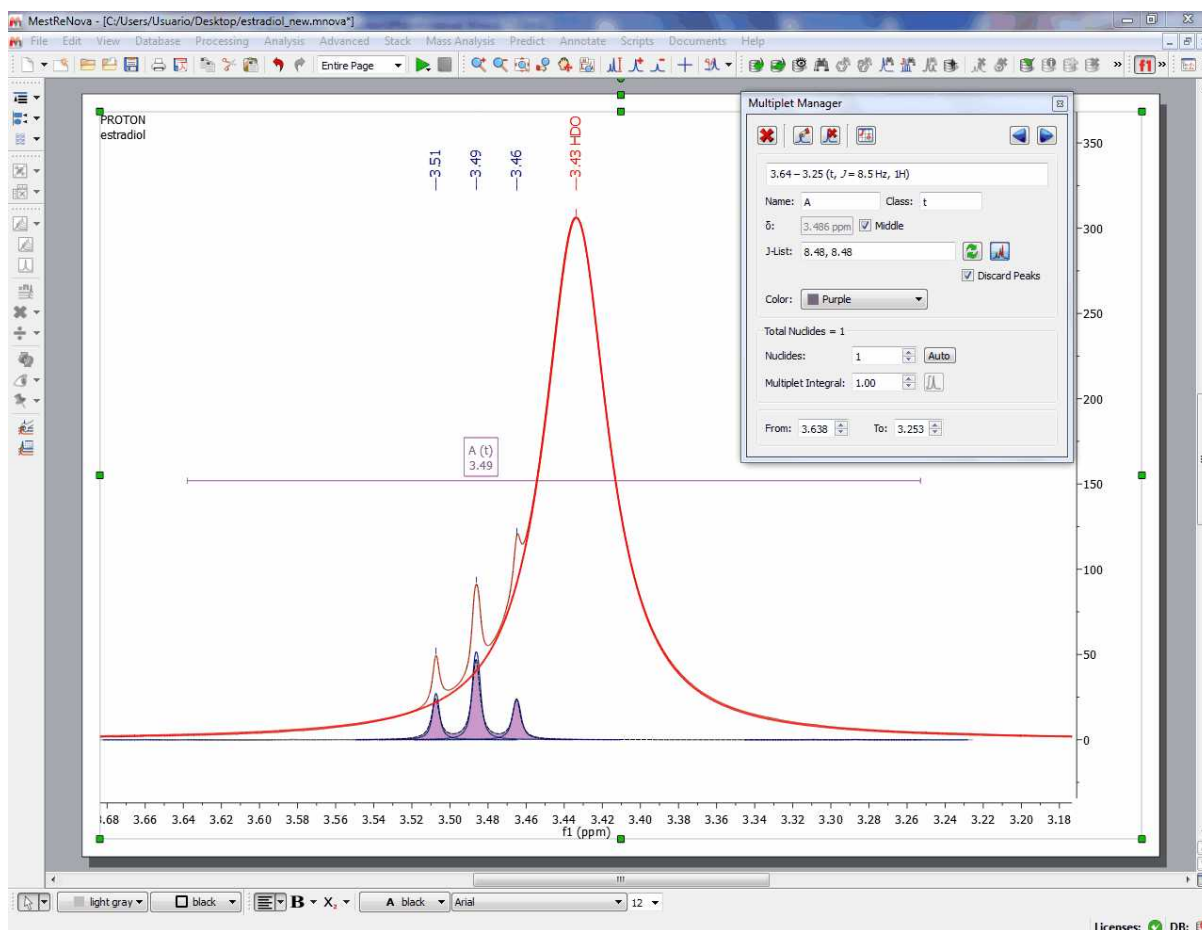 MestReNova - [C:/Users/Usuario/Desktop/estradiol_new.mnova*]
File Edit View Database Processing Analysis Advanced Stack Mass Analysis Predict Annotate Scripts Documents Help
Entire Page
f1
PROTON
estradiol
3.51
3.49
3.46
3.43 HDO
A (t)
3.49
Multiplet Manager
3.64 – 3.25 (t, J = 8.5 Hz, 1H)
Name: A Class: t
δ: 3.486 ppm Middle
J-List: 8.48, 8.48
Discard Peaks
Color: Purple
Total Nuclides = 1
Nuclides: 1 Auto
Multiplet Integral: 1.00
From: 3.638 To: 3.253
350
300
250
200
150
100
50
0
3.68 3.66 3.64 3.62 3.60 3.58 3.56 3.54 3.52 3.50 3.48 3.46 3.44 3.42 3.40 3.38 3.36 3.34 3.32 3.30 3.28 3.26 3.24 3.22 3.20 3.18
f1 (ppm)
light gray black B X₂ A black Arial 12
Licenses: DB: